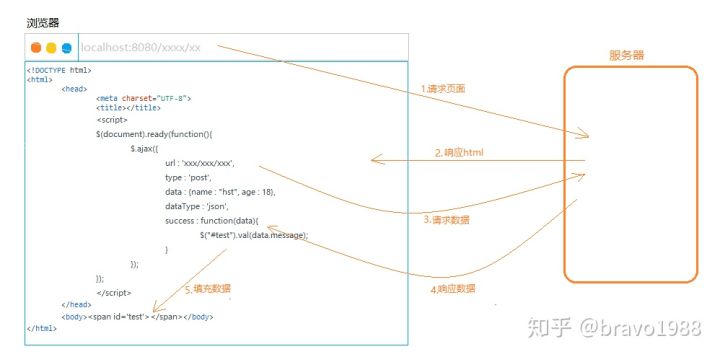 浏览器
localhost:8080/xxxx/xx
服务器
<!DOCTYPE html>
<html>
<head>
<meta charset="UTF-8">
<title></title>
<script>
$(document).ready(function(){
$.ajax({
url : 'xxx/xxx/xxx',
type : 'post',
data : {name : "hst", age : 18},
dataType : 'json',
success : function(data){
$("#test").val(data.message);
}
});
});
</script>
</head>
<body><span id='test'></span></body>
</html>
1.请求页面
2.响应html
3.请求数据
4.响应数据
5.填充数据
知乎 @bravo1988